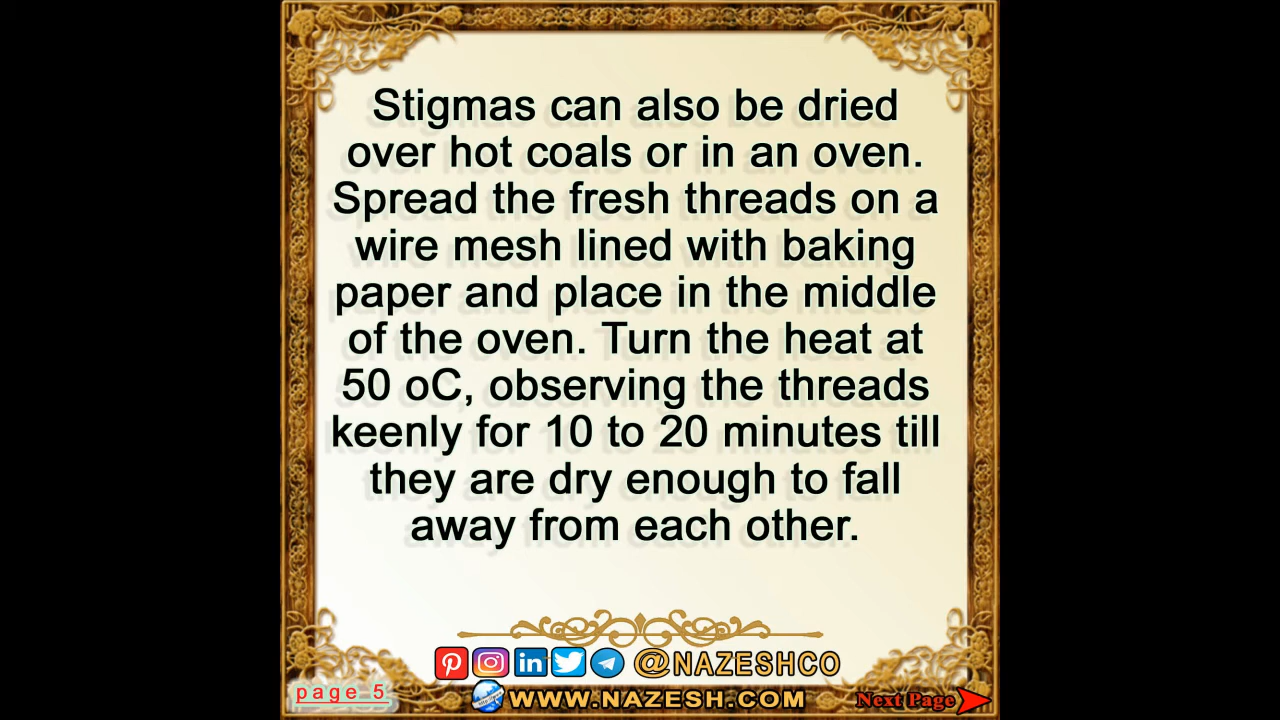 Stigmas can also be dried
over hot coals or in an oven.
Spread the fresh threads on a
wire mesh lined with baking
paper and place in the middle
of the oven. Turn the heat at
50 oC, observing the threads
keenly for 10 to 20 minutes till
they are dry enough to fall
away from each other.
@NAZESHCO
page 5
WWW.NAZESH.COM
Next Page